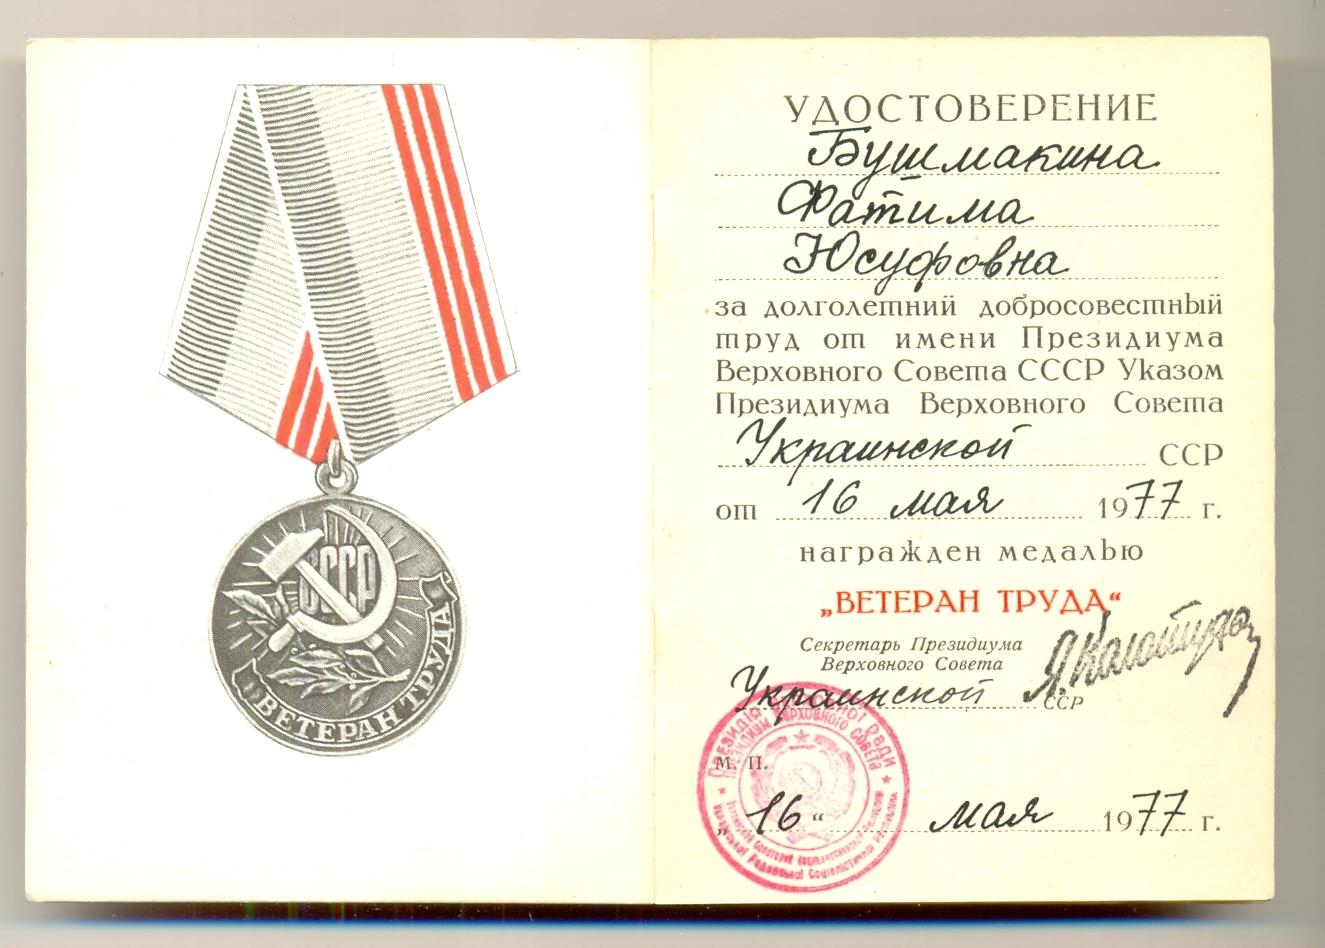 СССР
ВЕТЕРАН ТРУДА
УДОСТОВЕРЕНИЕ
Бушмакина
Фатима
Юсуфовна
за долголетний добросовестный
труд от имени Президиума
Верховного Совета СССР Указом
Президиума Верховного Совета
Украинской ССР
от 16 мая 1977 г.
награжден медалью
„ВЕТЕРАН ТРУДА“
Секретарь Президиума
Верховного Совета
Украинской ССР
М. П.
„16“ мая 1977 г.